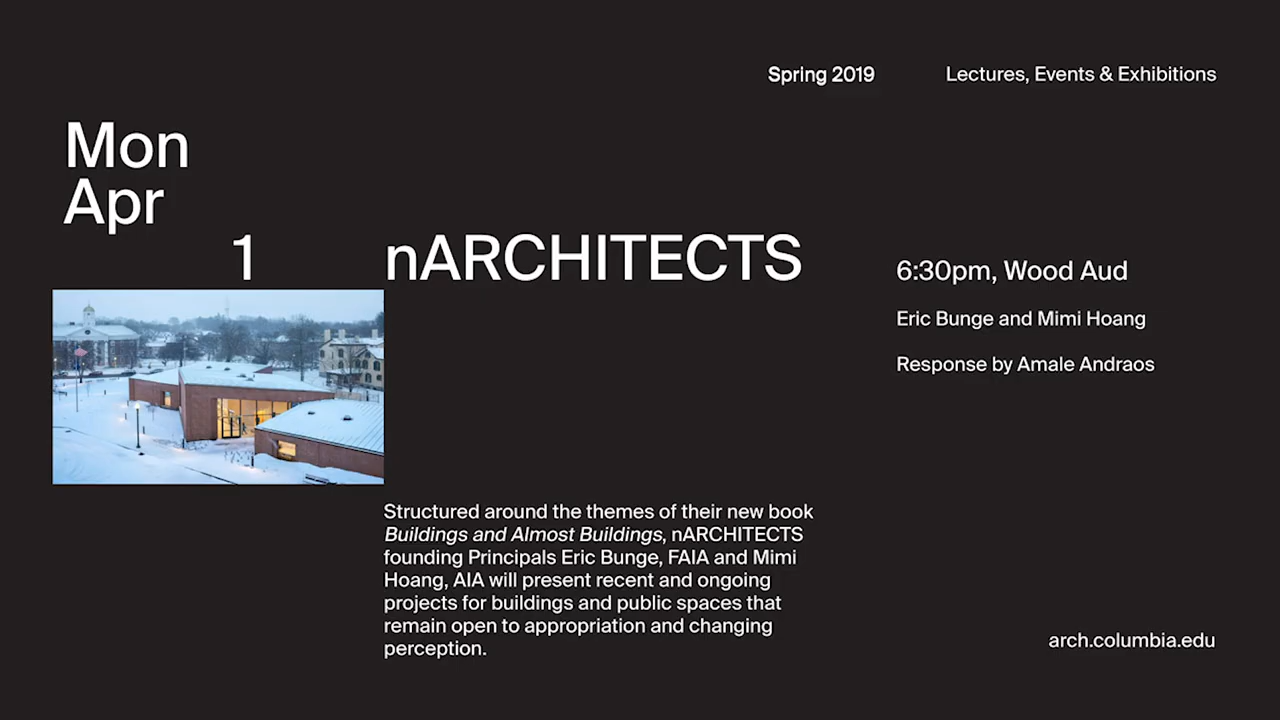 Spring 2019
Lectures, Events & Exhibitions
Mon
Apr
1
nARCHITECTS
6:30pm, Wood Aud
Eric Bunge and Mimi Hoang
Response by Amale Andraos
Structured around the themes of their new book
Buildings and Almost Buildings, nARCHITECTS
founding Principals Eric Bunge, FAIA and Mimi
Hoang, AIA will present recent and ongoing
projects for buildings and public spaces that
remain open to appropriation and changing
perception.
arch.columbia.edu